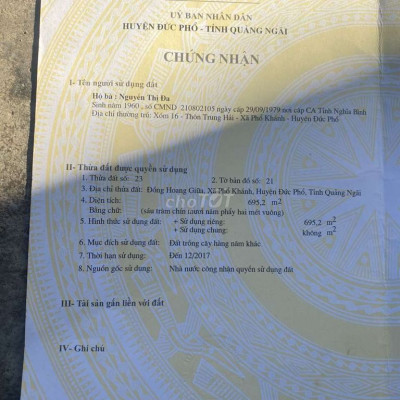 UỶ BAN NHÂN DÂN
HUYỆN ĐỨC PHỔ - TỈNH QUẢNG NGÃI
CHỨNG NHẬN
I- Tên người sử dụng đất
Hộ bà : Nguyễn Thị Đa
Sinh năm 1960 , số CMND 210802105 ngày cấp 29/09/1979 nơi cấp CA Tỉnh Nghĩa Bình
Địa chỉ thường trú: Xóm 16 - Thôn Trung Hải - Xã Phổ Khánh - Huyện Đức Phổ
II- Thửa đất được quyền sử dụng
1. Thửa đất số: 23 2. Tờ bản đồ số: 21
3. Địa chỉ thửa đất: Đồng Hoang Giữa, Xã Phổ Khánh, Huyện Đức Phổ, Tỉnh Quảng Ngãi
4. Diện tích: 695,2 m2
Bằng chữ: (sáu trăm chín mươi năm phẩy hai mét vuông)
5. Hình thức sử dụng đất: + Sử dụng riêng: 695,2 m2
+ Sử dụng chung: không m2
6. Mục đích sử dụng đất: Đất trồng cây hàng năm khác
7. Thời hạn sử dụng: Đến 12/2017
8. Nguồn gốc sử dụng: Nhà nước công nhận quyền sử dụng đất
chợTỐT
III- Tài sản gắn liền với đất
IV- Ghi chú